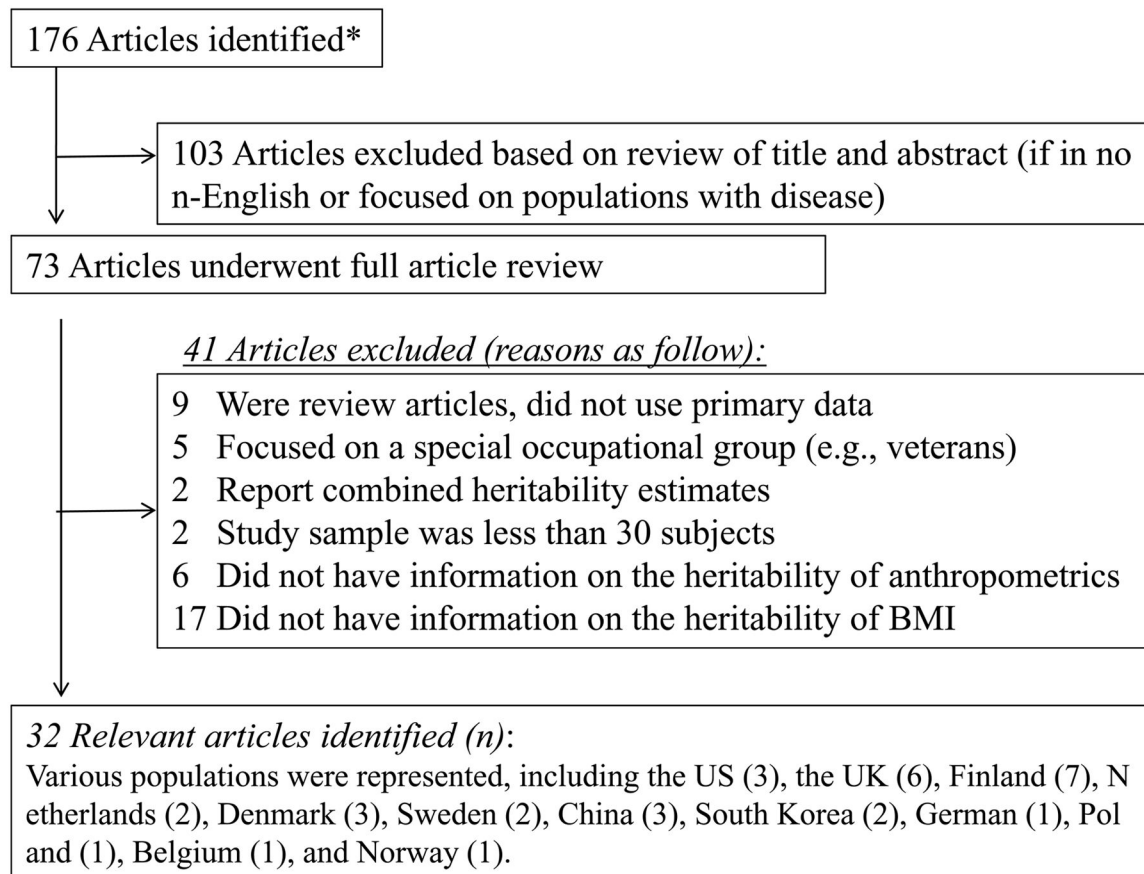 176 Articles identified*
103 Articles excluded based on review of title and abstract (if in no
n-English or focused on populations with disease)
73 Articles underwent full article review
41 Articles excluded (reasons as follow):
9 Were review articles, did not use primary data
5 Focused on a special occupational group (e.g., veterans)
2 Report combined heritability estimates
2 Study sample was less than 30 subjects
6 Did not have information on the heritability of anthropometrics
17 Did not have information on the heritability of BMI
32 Relevant articles identified (n):
Various populations were represented, including the US (3), the UK (6), Finland (7), N
etherlands (2), Denmark (3), Sweden (2), China (3), South Korea (2), German (1), Pol
and (1), Belgium (1), and Norway (1).